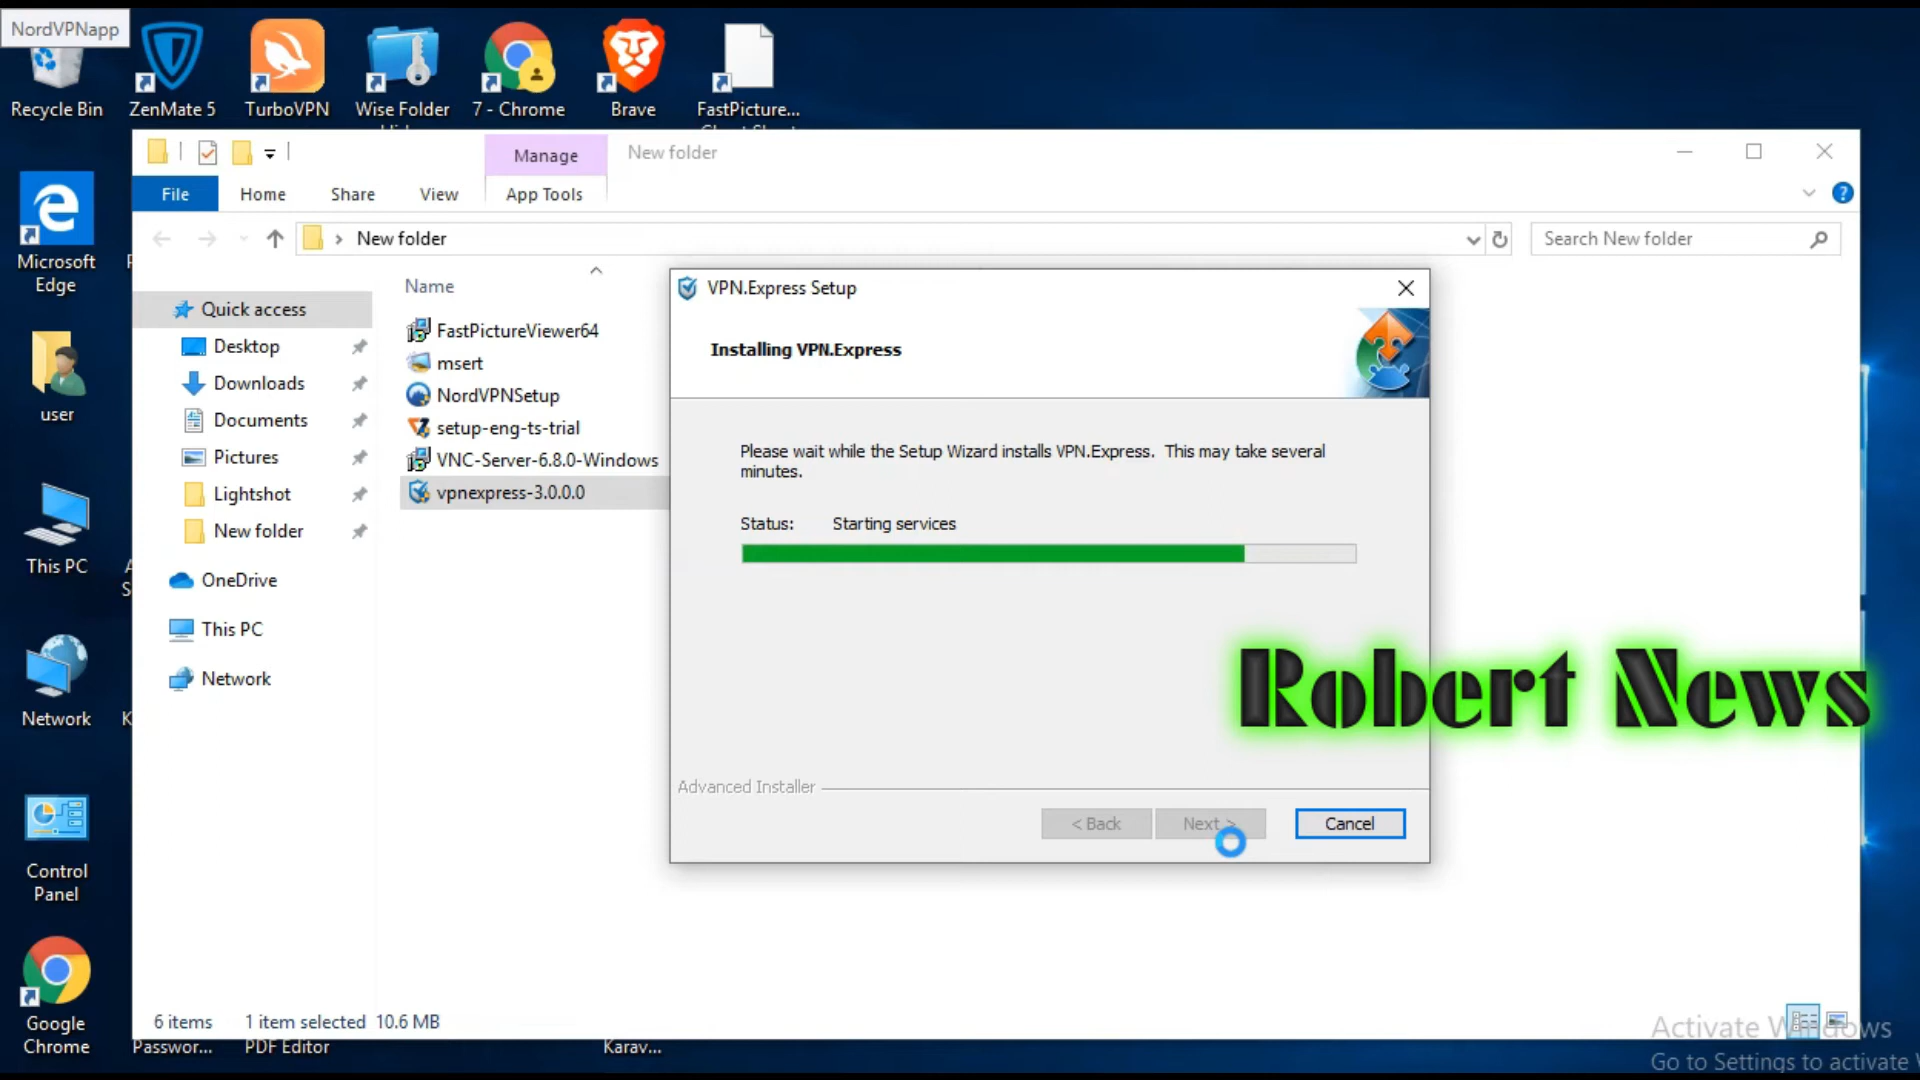 NordVPNapp
Recycle Bin
ZenMate 5
TurboVPN
Wise Folder
7 - Chrome
Brave
FastPicture...
Manage
New folder
File
Home
Share
View
App Tools
New folder
Search New folder
Microsoft
Edge
user
This PC
Network
Control
Panel
Google
Chrome
Quick access
Desktop
Downloads
Documents
Pictures
Lightshot
New folder
OneDrive
This PC
Network
Name
FastPictureViewer64
msert
NordVPNSetup
setup-eng-ts-trial
VNC-Server-6.8.0-Windows
vpnexpress-3.0.0.0
VPN.Express Setup
Installing VPN.Express
Please wait while the Setup Wizard installs VPN.Express. This may take several
minutes.
Status: Starting services
Robert News
Advanced Installer
< Back
Next >
Cancel
6 items 1 item selected 10.6 MB
Passwor...
PDF Editor
Karav...
Activate Windows
Go to Settings to activate